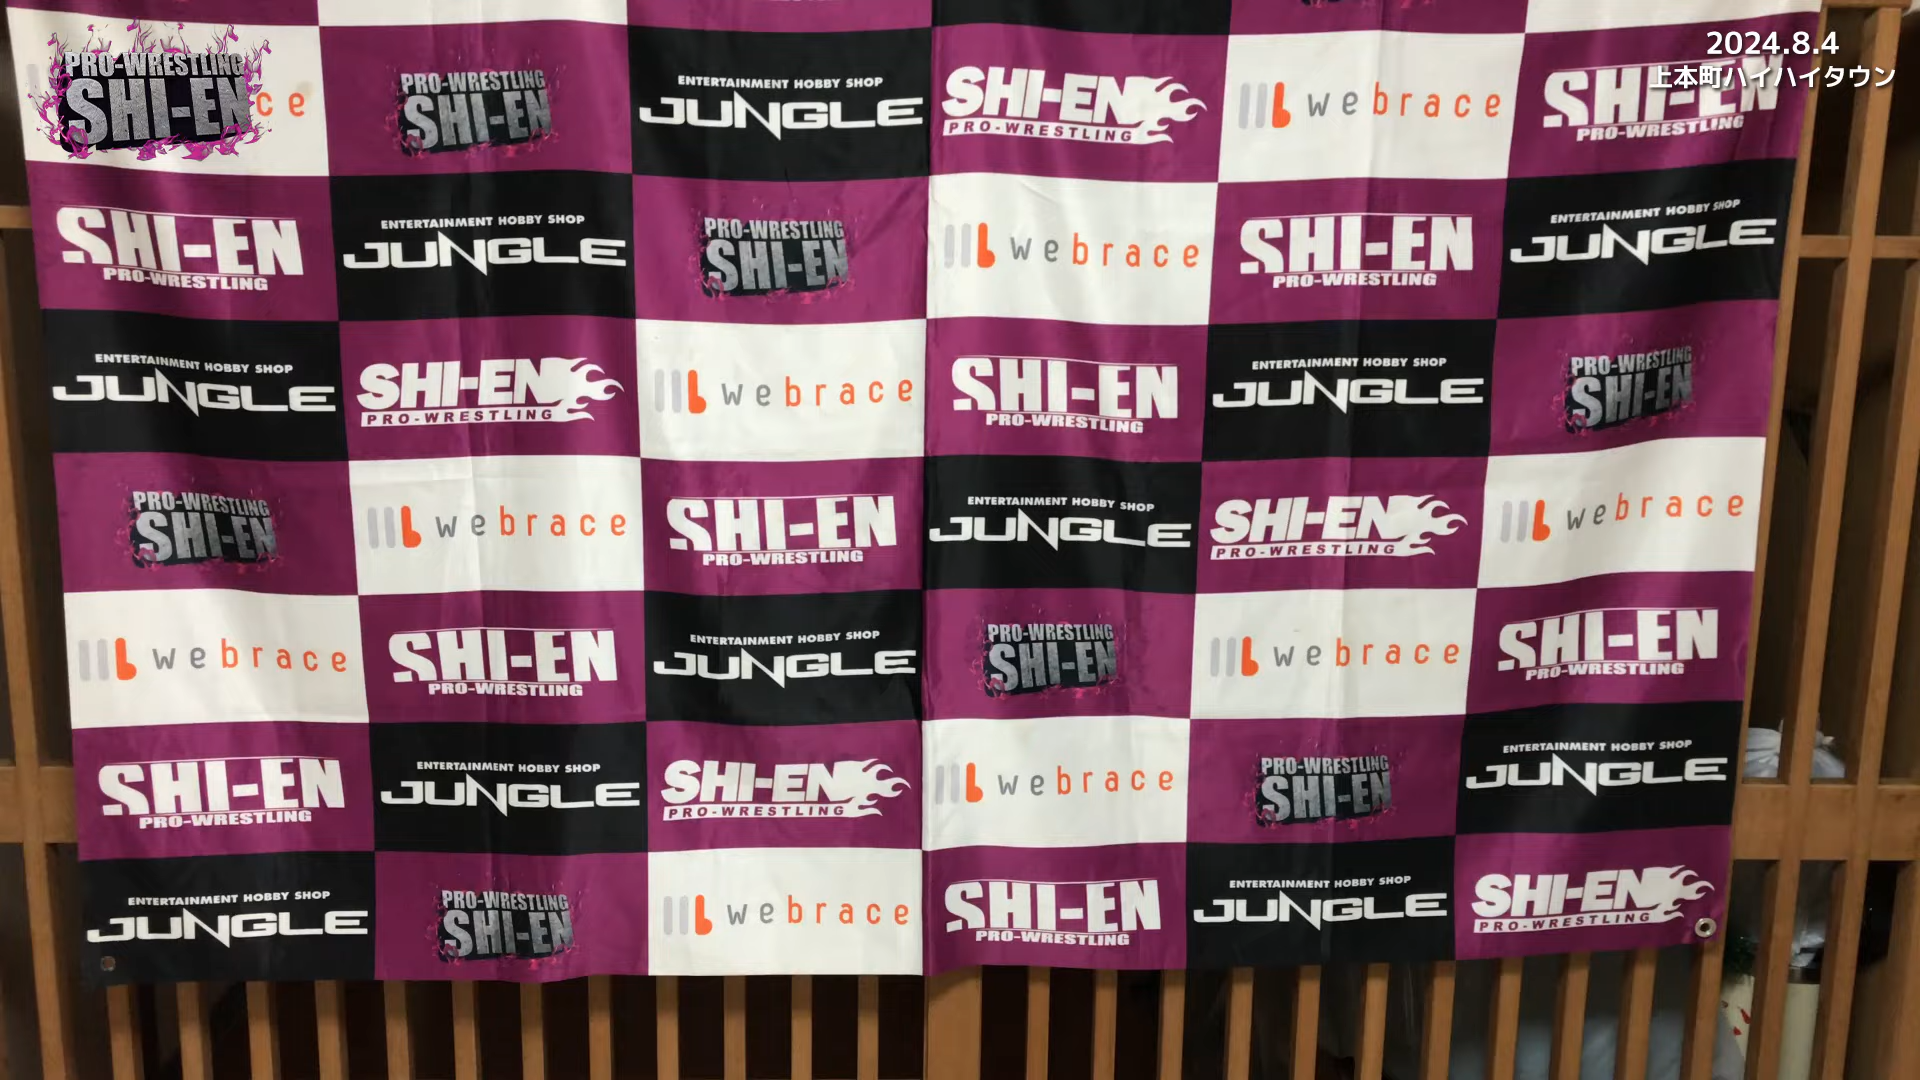 PRO-WRESTLING
SHI-EN
ce
PRO-WRESTLING
SHI-EN
ENTERTAINMENT HOBBY SHOP
JUNGLE
SHI-EN
PRO-WRESTLING
webrace
2024.8.4
上本町ハイハイタウン
SHI-EN
PRO-WRESTLING
SHI-EN
PRO-WRESTLING
ENTERTAINMENT HOBBY SHOP
JUNGLE
PRO-WRESTLING
SHI-EN
webrace
SHI-EN
PRO-WRESTLING
ENTERTAINMENT HOBBY SHOP
JUNGLE
ENTERTAINMENT HOBBY SHOP
JUNGLE
SHI-EN
PRO-WRESTLING
webrace
SHI-EN
PRO-WRESTLING
ENTERTAINMENT HOBBY SHOP
JUNGLE
PRO-WRESTLING
SHI-EN
PRO-WRESTLING
SHI-EN
webrace
SHI-EN
PRO-WRESTLING
ENTERTAINMENT HOBBY SHOP
JUNGLE
SHI-EN
PRO-WRESTLING
webrace
webrace
SHI-EN
PRO-WRESTLING
ENTERTAINMENT HOBBY SHOP
JUNGLE
PRO-WRESTLING
SHI-EN
webrace
SHI-EN
PRO-WRESTLING
SHI-EN
PRO-WRESTLING
ENTERTAINMENT HOBBY SHOP
JUNGLE
SHI-EN
PRO-WRESTLING
webrace
PRO-WRESTLING
SHI-EN
ENTERTAINMENT HOBBY SHOP
JUNGLE
ENTERTAINMENT HOBBY SHOP
JUNGLE
PRO-WRESTLING
SHI-EN
webrace
SHI-EN
PRO-WRESTLING
ENTERTAINMENT HOBBY SHOP
JUNGLE
SHI-EN
PRO-WRESTLING